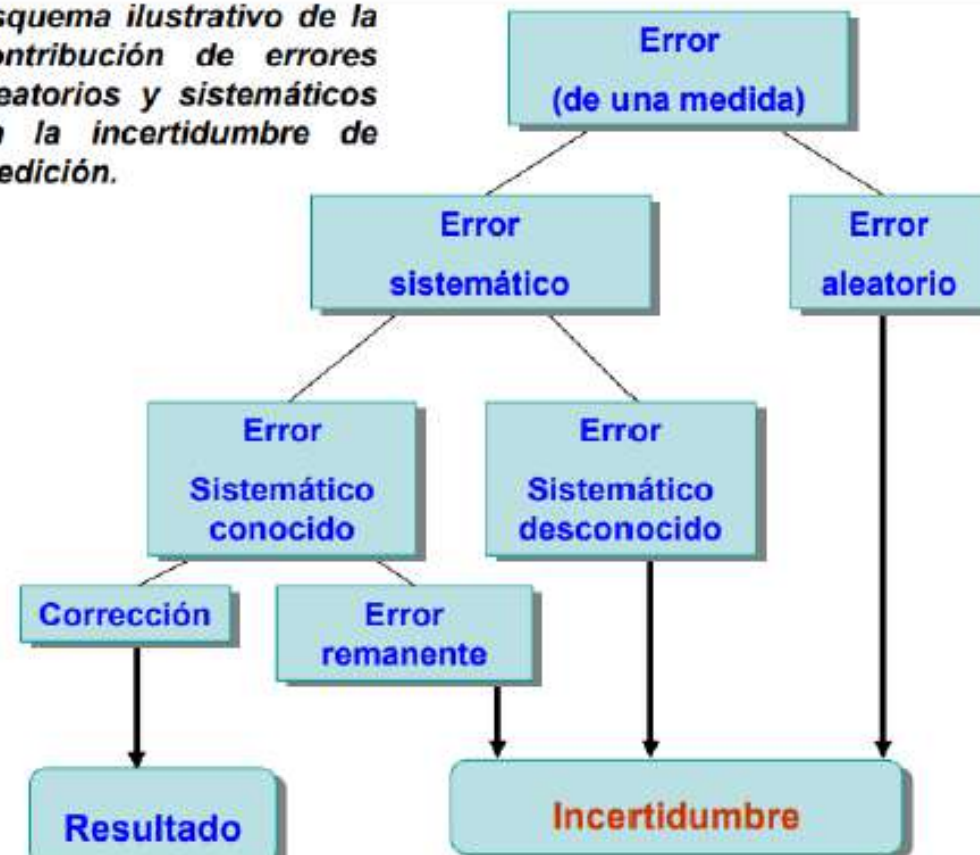 squema ilustrativo de la
ontribución de errores
eatorios y sistemáticos
la incertidumbre de
edición.
Error
(de una medida)
Error
sistemático
Error
aleatorio
Error
Sistemático
conocido
Error
Sistemático
desconocido
Corrección
Error
remanente
Resultado
Incertidumbre